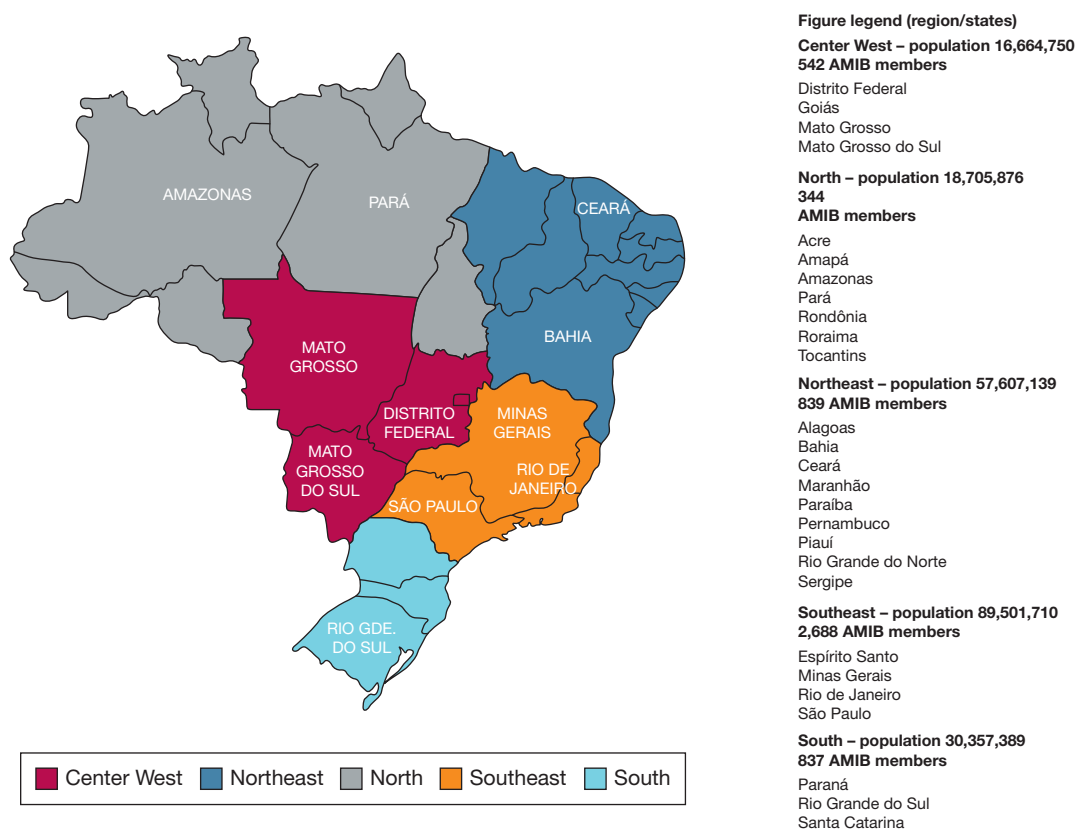 AMAZONAS
PARÁ
CEARÁ
BAHIA
MATO
GROSSO
DISTRITO
FEDERAL
MINAS
GERAIS
MATO
GROSSO
DO SUL
RIO DE
JANEIRO
SÃO PAULO
RIO GDE.
DO SUL
Center West
Northeast
North
Southeast
South
Figure legend (region/states)
Center West – population 16,664,750
542 AMIB members
Distrito Federal
Goiás
Mato Grosso
Mato Grosso do Sul
North – population 18,705,876
344
AMIB members
Acre
Amapá
Amazonas
Pará
Rondônia
Roraima
Tocantins
Northeast – population 57,607,139
839 AMIB members
Alagoas
Bahia
Ceará
Maranhão
Paraíba
Pernambuco
Piauí
Rio Grande do Norte
Sergipe
Southeast – population 89,501,710
2,688 AMIB members
Espírito Santo
Minas Gerais
Rio de Janeiro
São Paulo
South – population 30,357,389
837 AMIB members
Paraná
Rio Grande do Sul
Santa Catarina